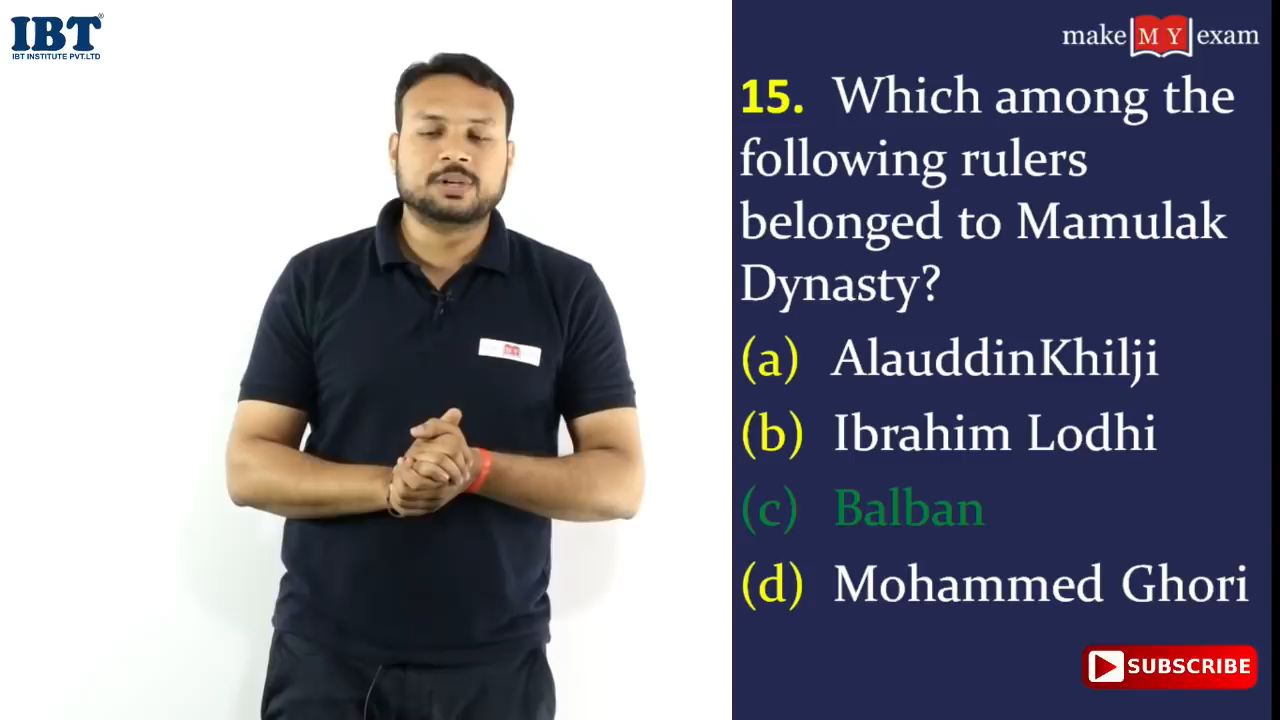 IBT
IBT INSTITUTE PVT.LTD
make MY exam
15. Which among the
following rulers
belonged to Mamulak
Dynasty?
(a) AlauddinKhilji
(b) Ibrahim Lodhi
(c) Balban
(d) Mohammed Ghori
SUBSCRIBE